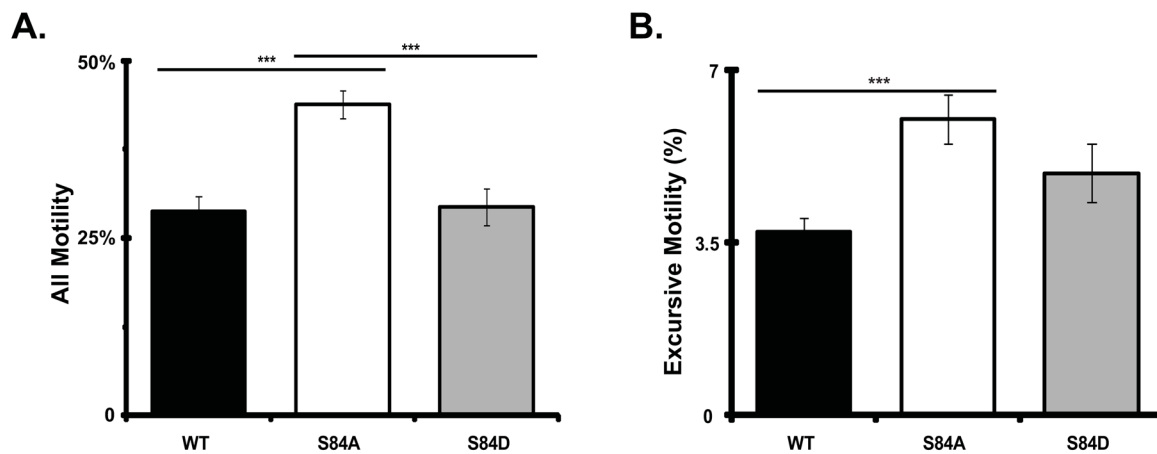 A.
50%
25%
0
All Motility
***
***
WT
S84A
S84D
B.
7
3.5
0
Excursive Motility (%)
***
WT
S84A
S84D